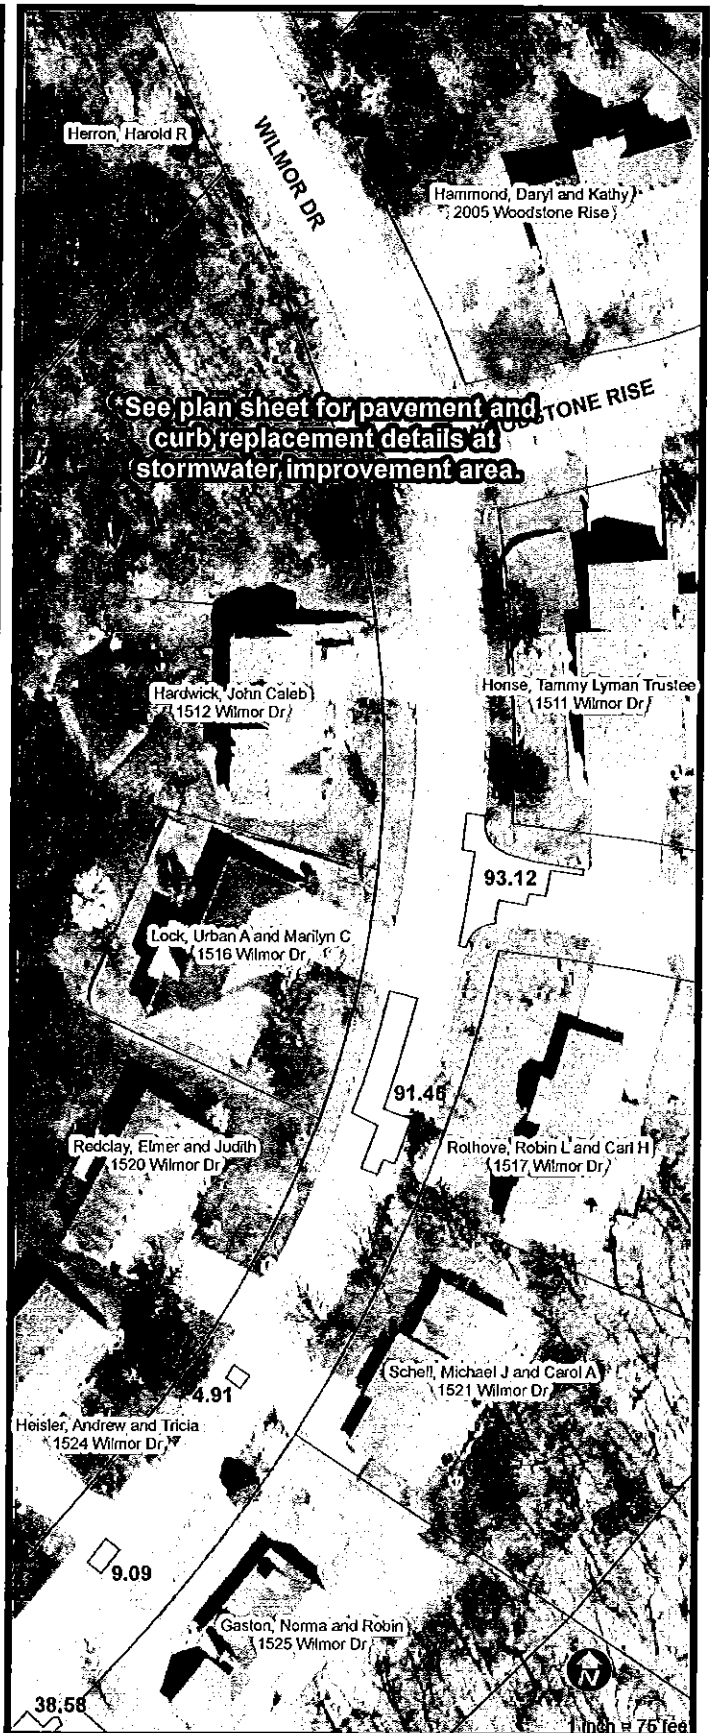 Herron, Harold R
WILMOR DR
Hammond, Daryl and Kathy
2005 Woodstone Rise
*See plan sheet for pavement and
curb replacement details at
stormwater improvement area.
ODSTONE RISE
Hardwick, John Caleb
1512 Wilmor Dr
Honse, Tammy Lyman Trustee
1511 Wilmor Dr
93.12
Lock, Urban A and Marilyn C
1516 Wilmor Dr
91.46
Redclay, Elmer and Judith
1520 Wilmor Dr
Rolhove, Robin L and Carl H
1517 Wilmor Dr
Schell, Michael J and Carol A
1521 Wilmor Dr
4.91
Heisler, Andrew and Tricia
1524 Wilmor Dr
9.09
Gaston, Norma and Robin
1525 Wilmor Dr
N
38.58
1 inch = 75 feet